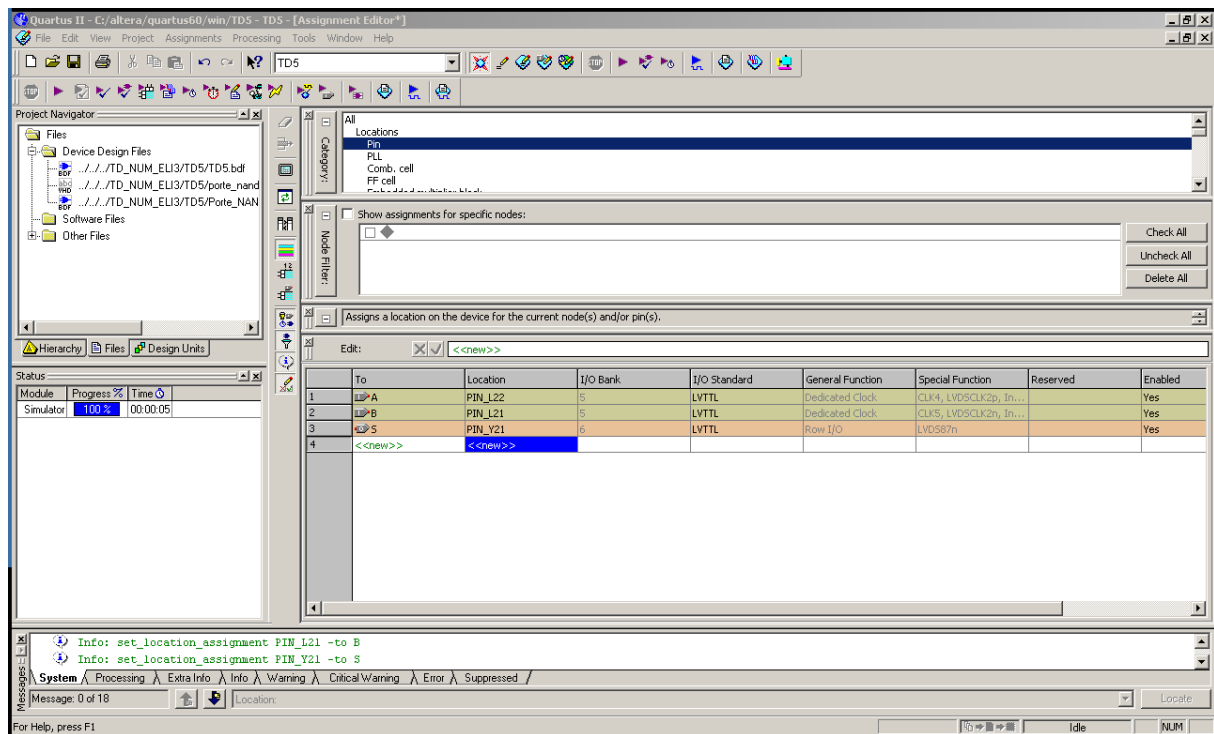 Quartus II - C:/altera/quartus60/win/TD5 - TD5 - [Assignment Editor*]
File Edit View Project Assignments Processing Tools Window Help
TD5
Project Navigator
Files
Device Design Files
../../../TD_NUM_ELI3/TD5/TD5.bdf
../../../TD_NUM_ELI3/TD5/porte_nand
../../../TD_NUM_ELI3/TD5/Porte_NAN
Software Files
Other Files
Hierarchy Files Design Units
Category:
All
Locations
Pin
PLL
Comb. cell
FF cell
Node Filter:
Show assignments for specific nodes:
Check All
Uncheck All
Delete All
Assigns a location on the device for the current node(s) and/or pin(s).
Edit: <<new>>
To Location I/O Bank I/O Standard General Function Special Function Reserved Enabled
1 A PIN_L22 5 LVTTL Dedicated Clock CLK4, LVDSCLK2p, In... Yes
2 B PIN_L21 5 LVTTL Dedicated Clock CLK5, LVDSCLK2n, In... Yes
3 S PIN_Y21 6 LVTTL Row I/O LVDS87n Yes
4 <<new>> <<new>>
Status
Module Progress % Time
Simulator 100 % 00:00:05
Messages
Info: set_location_assignment PIN_L21 -to B
Info: set_location_assignment PIN_Y21 -to S
System Processing Extra Info Info Warning Critical Warning Error Suppressed
Message: 0 of 18 Location: Locate
For Help, press F1 Idle NUM